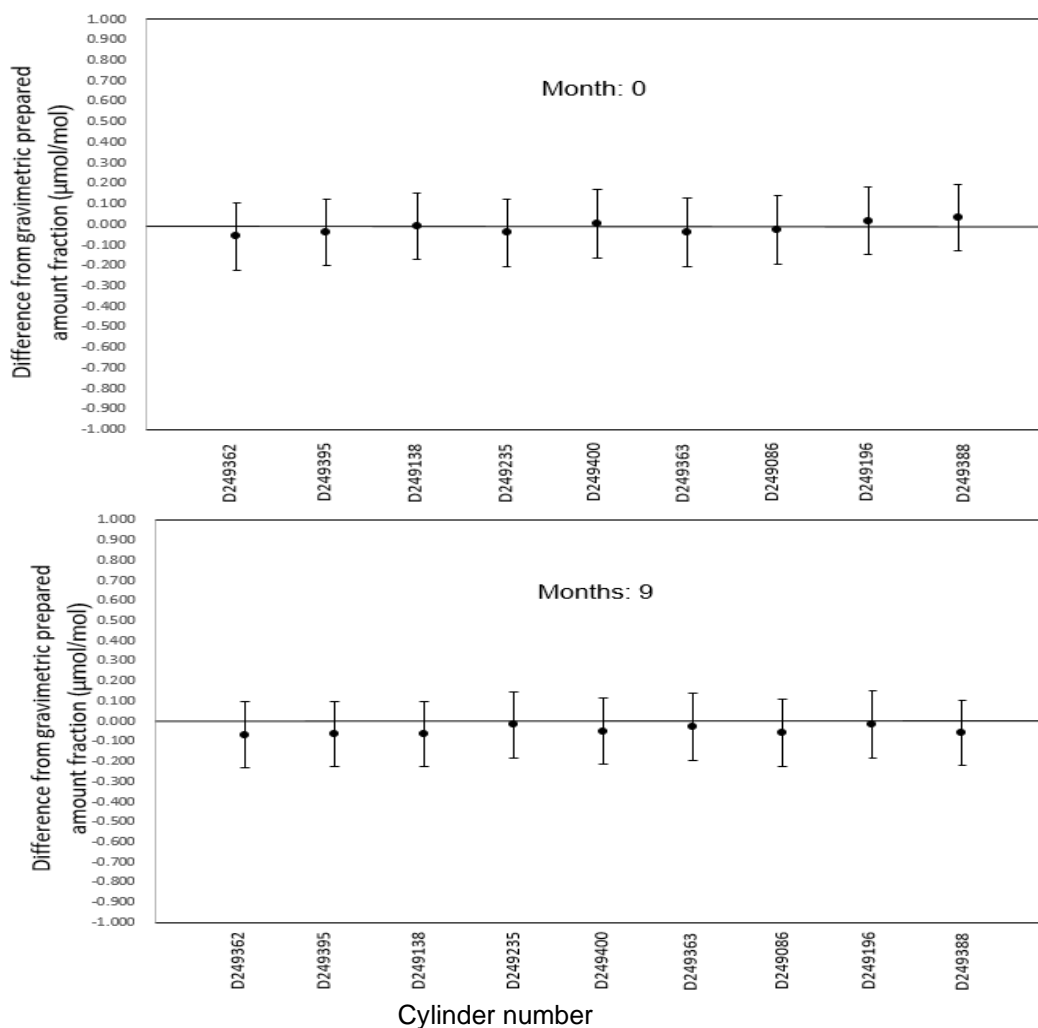 Difference from gravimetric prepared
amount fraction (µmol/mol)
1.000
0.900
0.800
0.700
0.600
0.500
0.400
0.300
0.200
0.100
0.000
-0.100
-0.200
-0.300
-0.400
-0.500
-0.600
-0.700
-0.800
-0.900
-1.000
Month: 0
D249362
D249395
D249138
D249235
D249400
D249363
D249086
D249196
D249388
Difference from gravimetric prepared
amount fraction (µmol/mol)
1.000
0.900
0.800
0.700
0.600
0.500
0.400
0.300
0.200
0.100
0.000
-0.100
-0.200
-0.300
-0.400
-0.500
-0.600
-0.700
-0.800
-0.900
-1.000
Months: 9
D249362
D249395
D249138
D249235
D249400
D249363
D249086
D249196
D249388
Cylinder number